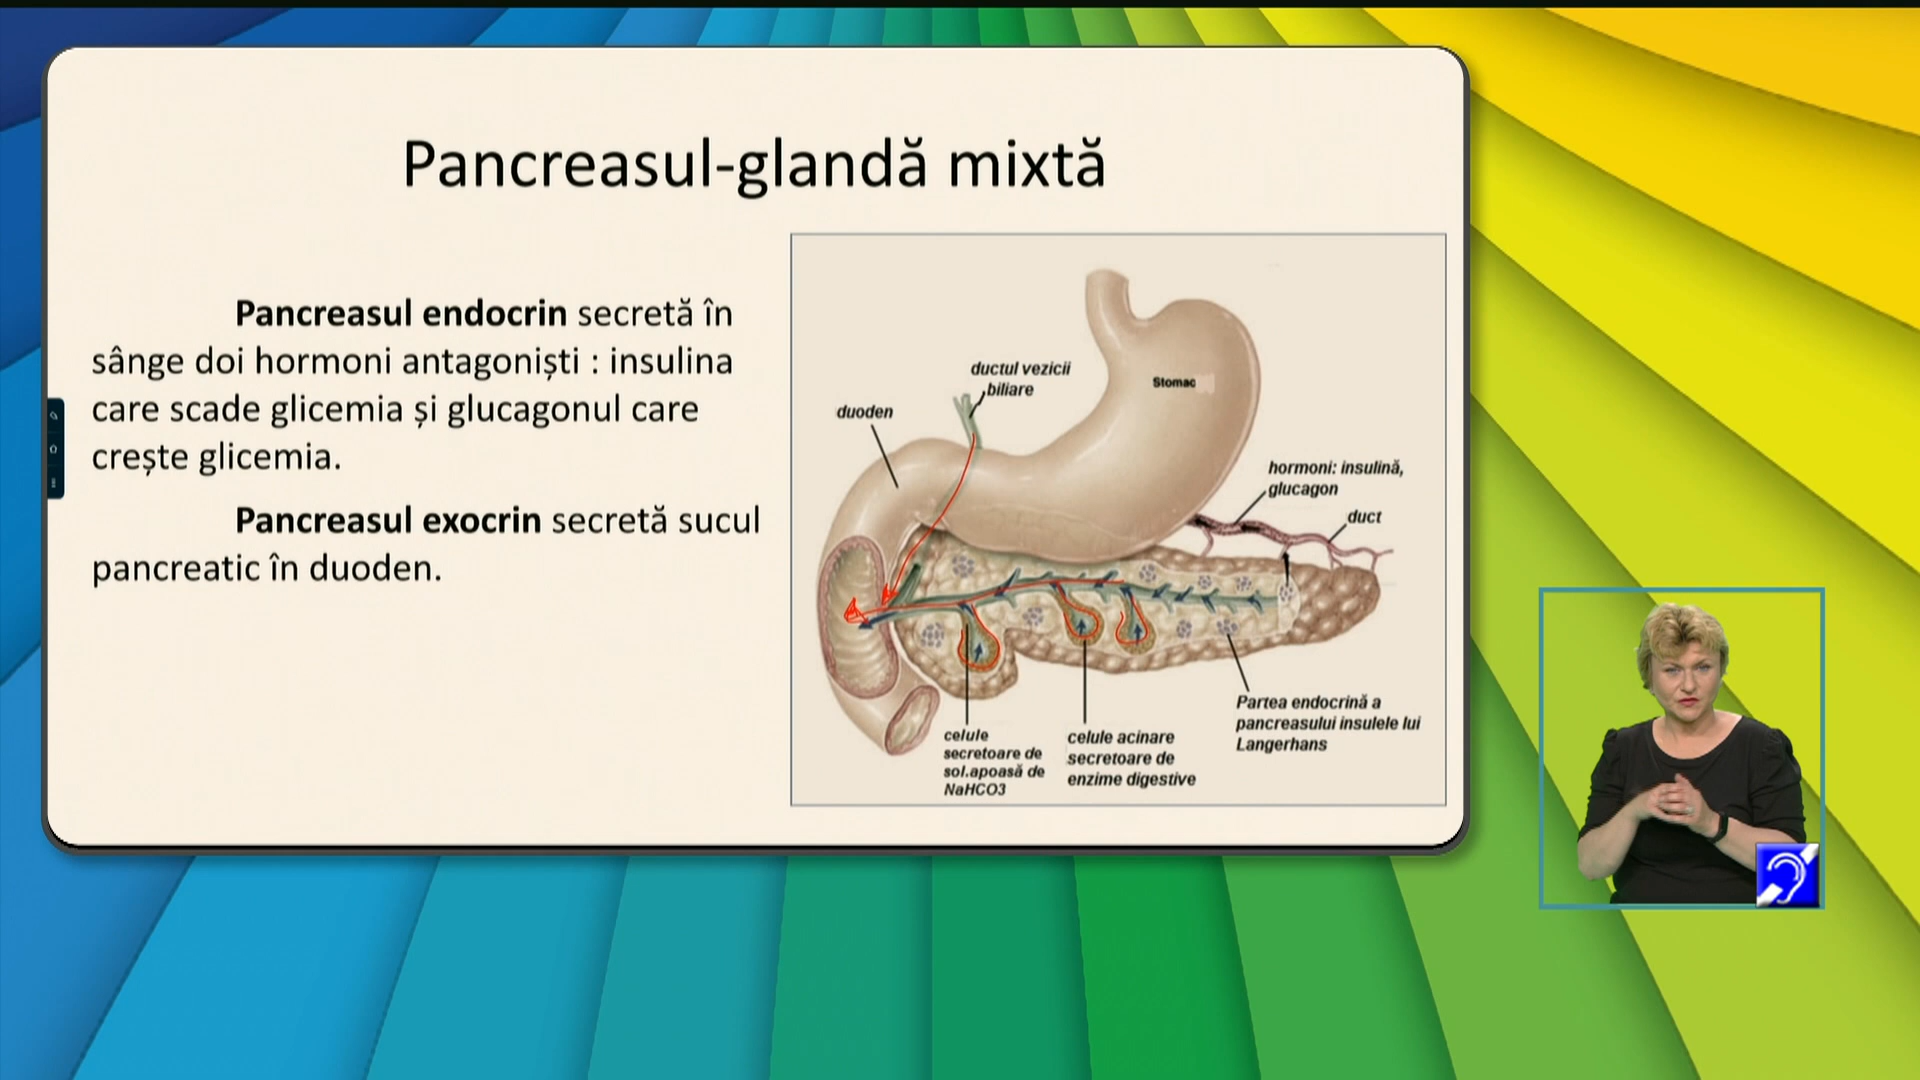 Pancreasul-glandă mixtă
Pancreasul endocrin secretă în
sânge doi hormoni antagoniști : insulina
care scade glicemia și glucagonul care
crește glicemia.
Pancreasul exocrin secretă sucul
pancreatic în duoden.
ductul vezicii
biliare
Stomac
duoden
hormoni: insulină,
glucagon
duct
Partea endocrină a
pancreasului insulele lui
Langerhans
celule
secretoare de
sol.apoasă de
NaHCO3
celule acinare
secretoare de
enzime digestive